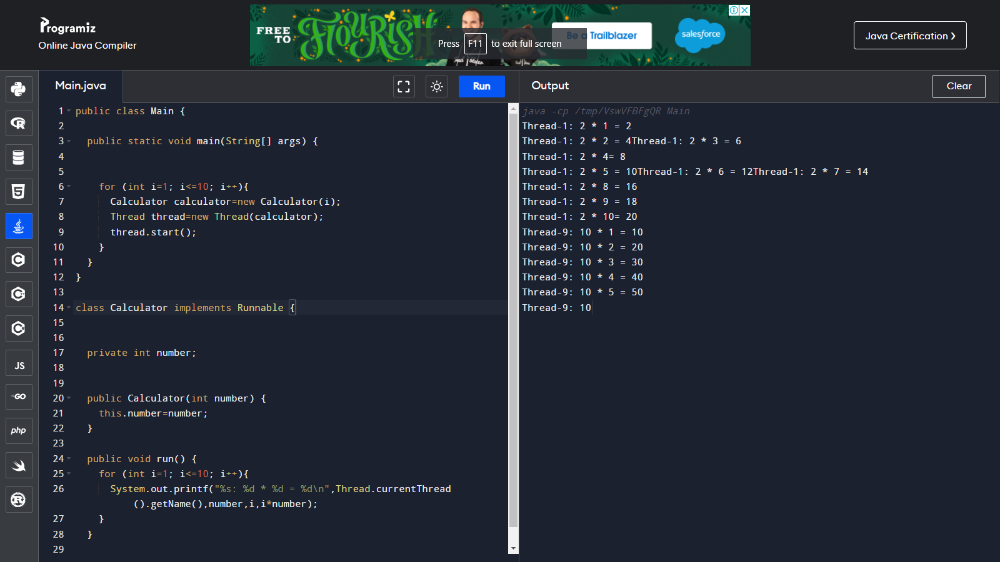 Programiz
Online Java Compiler
FREE TO FLOURISH
Be a Trailblazer
salesforce
Press F11 to exit full screen
Java Certification ❯
Main.java
Run
Output
Clear
1 public class Main {
2
3 public static void main(String[] args) {
4
5
6 for (int i=1; i<=10; i++){
7 Calculator calculator=new Calculator(i);
8 Thread thread=new Thread(calculator);
9 thread.start();
10 }
11 }
12 }
13
14 class Calculator implements Runnable {
15
16
17 private int number;
18
19
20 public Calculator(int number) {
21 this.number=number;
22 }
23
24 public void run() {
25 for (int i=1; i<=10; i++){
26 System.out.printf("%s: %d * %d = %d\n",Thread.currentThread
().getName(),number,i,i*number);
27 }
28 }
29
java -cp /tmp/VswVFBFgQR Main
Thread-1: 2 * 1 = 2
Thread-1: 2 * 2 = 4Thread-1: 2 * 3 = 6
Thread-1: 2 * 4= 8
Thread-1: 2 * 5 = 10Thread-1: 2 * 6 = 12Thread-1: 2 * 7 = 14
Thread-1: 2 * 8 = 16
Thread-1: 2 * 9 = 18
Thread-1: 2 * 10= 20
Thread-9: 10 * 1 = 10
Thread-9: 10 * 2 = 20
Thread-9: 10 * 3 = 30
Thread-9: 10 * 4 = 40
Thread-9: 10 * 5 = 50
Thread-9: 10
R
5
C
C
C
JS
GO
php
R